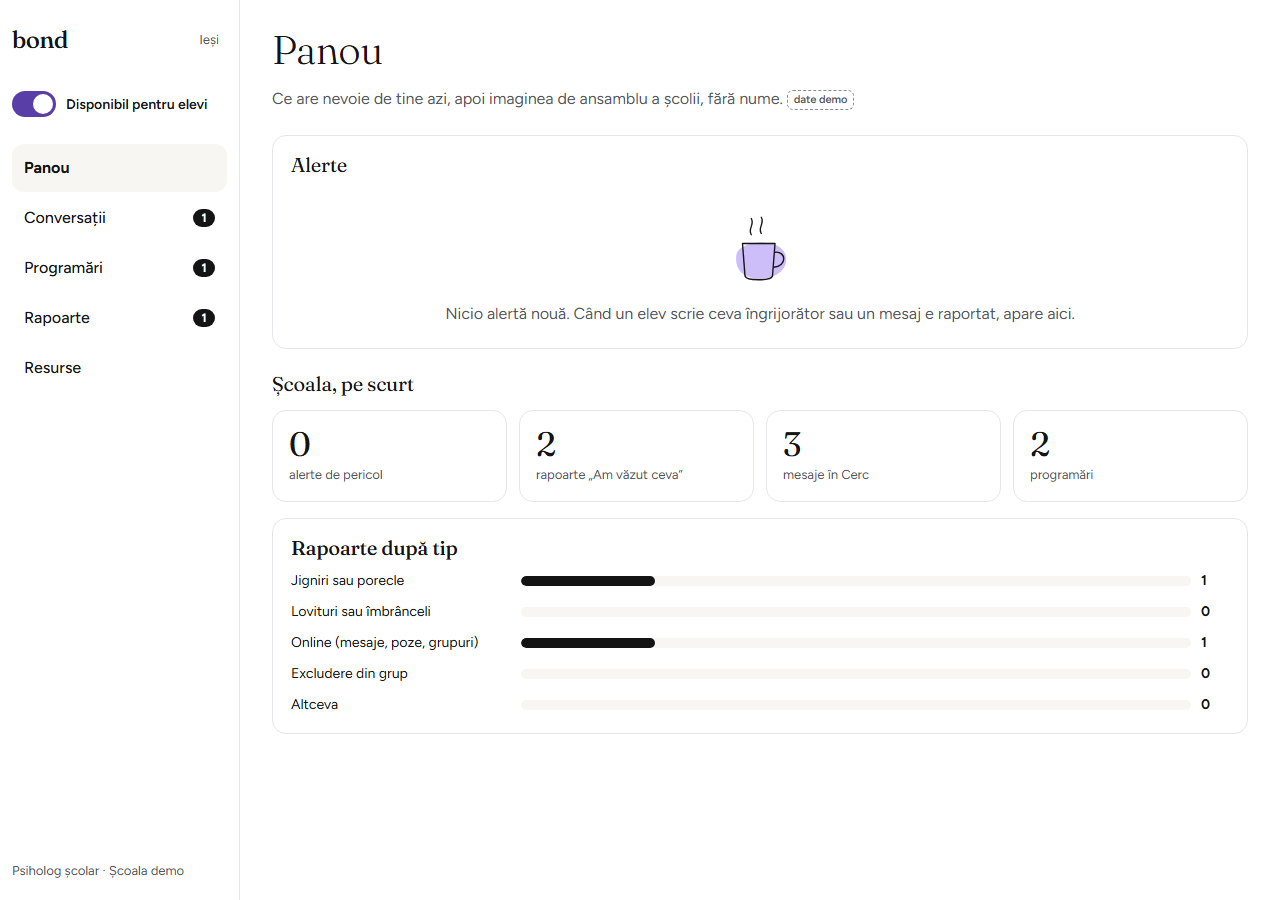 bond
Ieși
Disponibil pentru elevi
Panou
Conversații 1
Programări 1
Rapoarte 1
Resurse
Psiholog școlar · Școala demo
Panou
Ce are nevoie de tine azi, apoi imaginea de ansamblu a școlii, fără nume. date demo
Alerte
Nicio alertă nouă. Când un elev scrie ceva îngrijorător sau un mesaj e raportat, apare aici.
Școala, pe scurt
0
alerte de pericol
2
rapoarte „Am văzut ceva”
3
mesaje în Cerc
2
programări
Rapoarte după tip
Jigniri sau porecle 1
Lovituri sau îmbrânceli 0
Online (mesaje, poze, grupuri) 1
Excludere din grup 0
Altceva 0